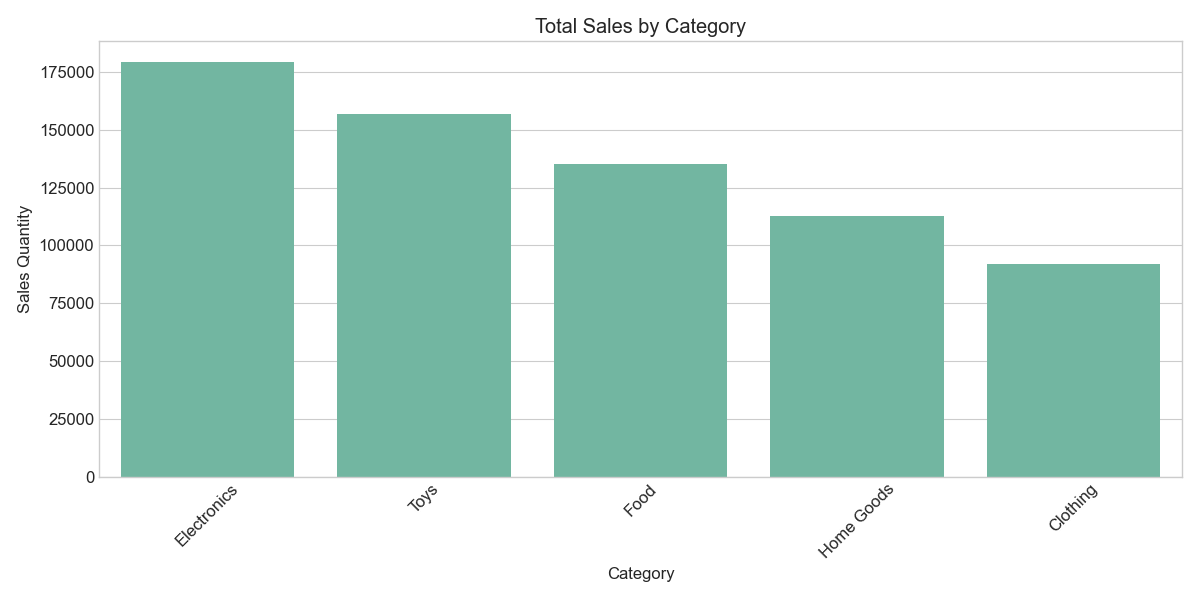 Total Sales by Category
Sales Quantity
175000
150000
125000
100000
75000
50000
25000
0
Electronics
Toys
Food
Home Goods
Clothing
Category